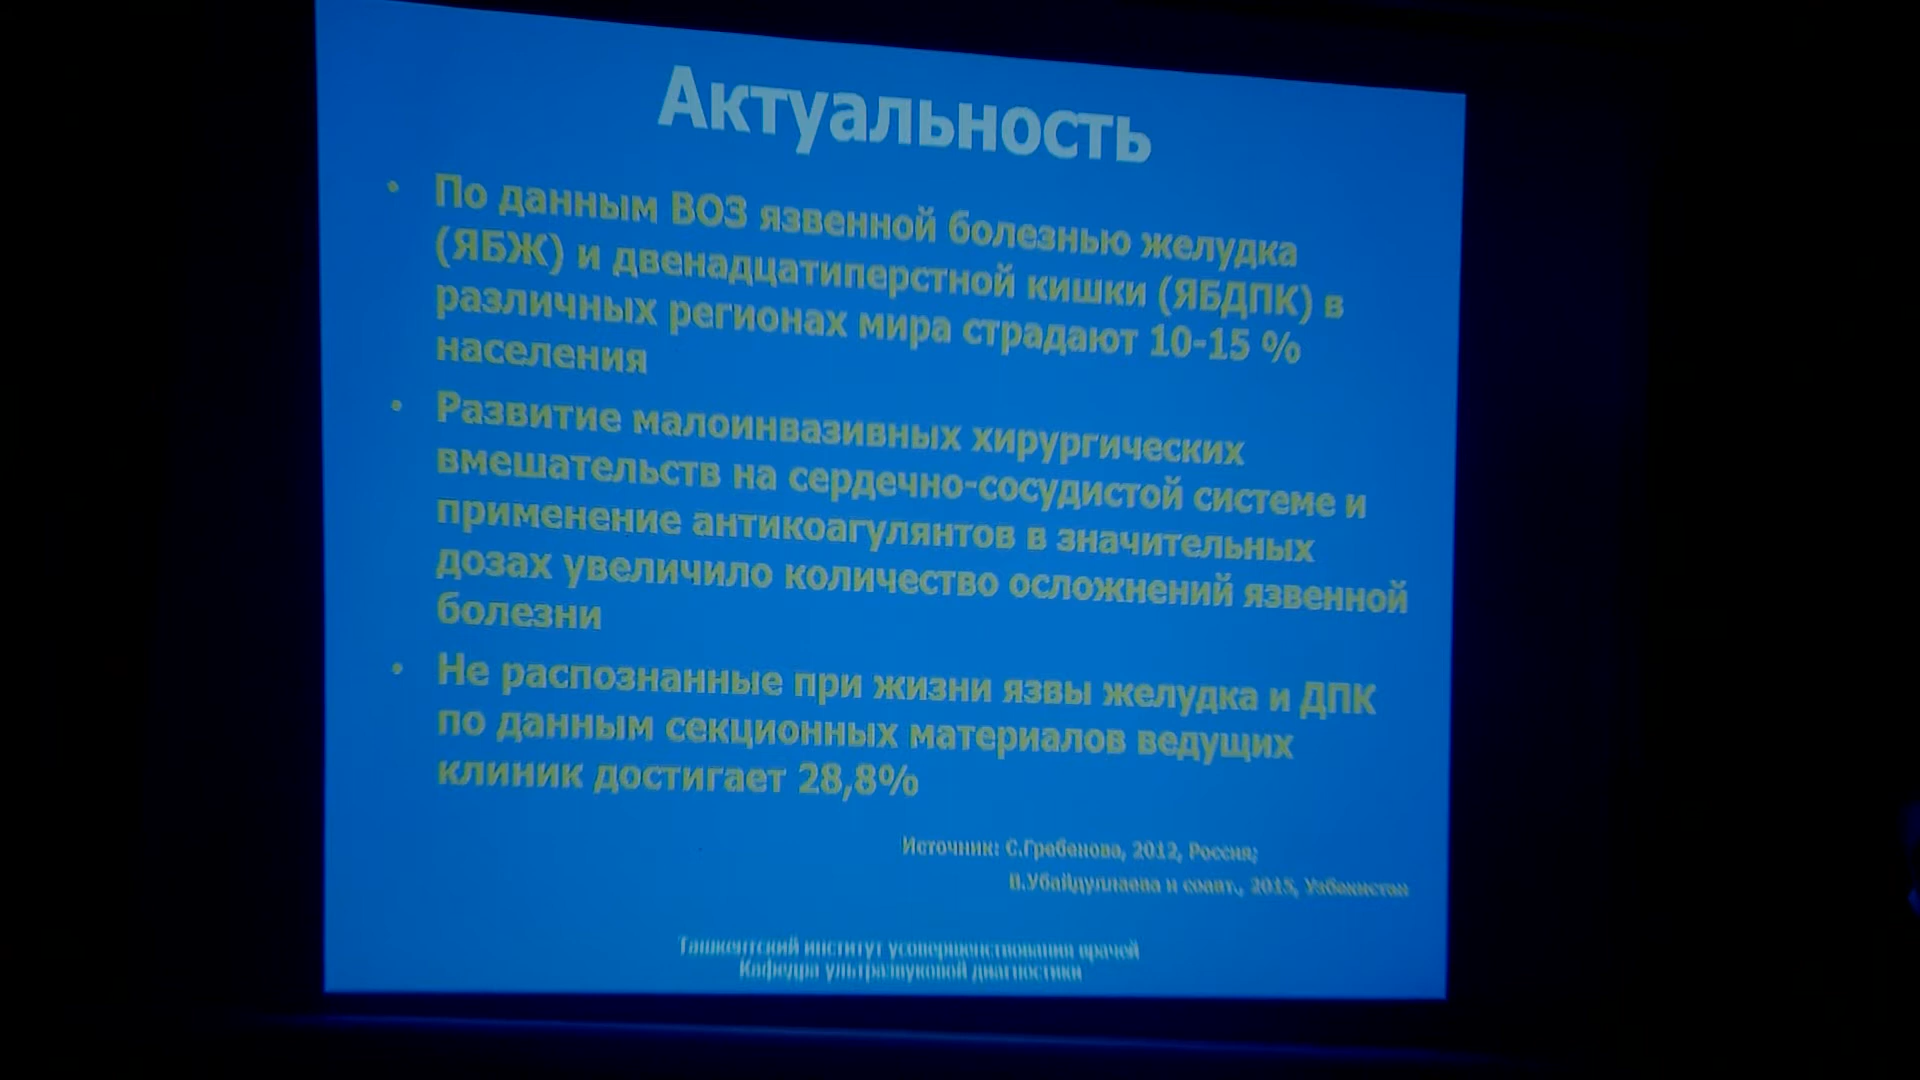 Актуальность
• По данным ВОЗ язвенной болезнью желудка
(ЯБЖ) и двенадцатиперстной кишки (ЯБДПК) в
различных регионах мира страдают 10-15 %
населения
• Развитие малоинвазивных хирургических
вмешательств на сердечно-сосудистой системе и
применение антикоагулянтов в значительных
дозах увеличило количество осложнений язвенной
болезни
• Не распознанные при жизни язвы желудка и ДПК
по данным секционных материалов ведущих
клиник достигает 28,8%
Источник: С.Гребенова, 2012, Россия;
В.Убайдуллаева и соавт., 2015, Узбекистан
Ташкентский институт усовершенствования врачей
Кафедра ультразвуковой диагностики